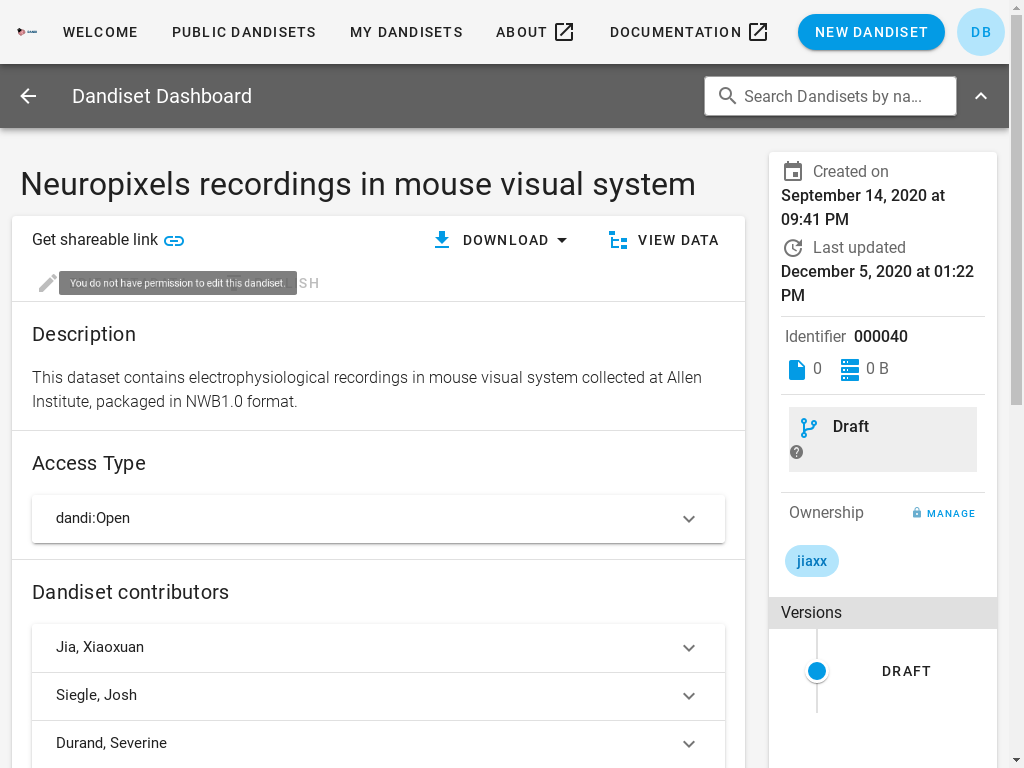 WELCOME
PUBLIC DANDISETS
MY DANDISETS
ABOUT
DOCUMENTATION
NEW DANDISET
DB
Dandiset Dashboard
Search Dandisets by na...
Neuropixels recordings in mouse visual system
Get shareable link
DOWNLOAD
VIEW DATA
You do not have permission to edit this dandiset.
Description
This dataset contains electrophysiological recordings in mouse visual system collected at Allen
Institute, packaged in NWB1.0 format.
Access Type
dandi:Open
Dandiset contributors
Jia, Xiaoxuan
Siegle, Josh
Durand, Severine
Created on
September 14, 2020 at
09:41 PM
Last updated
December 5, 2020 at 01:22
PM
Identifier 000040
0
0 B
Draft
Ownership
MANAGE
jiaxx
Versions
DRAFT